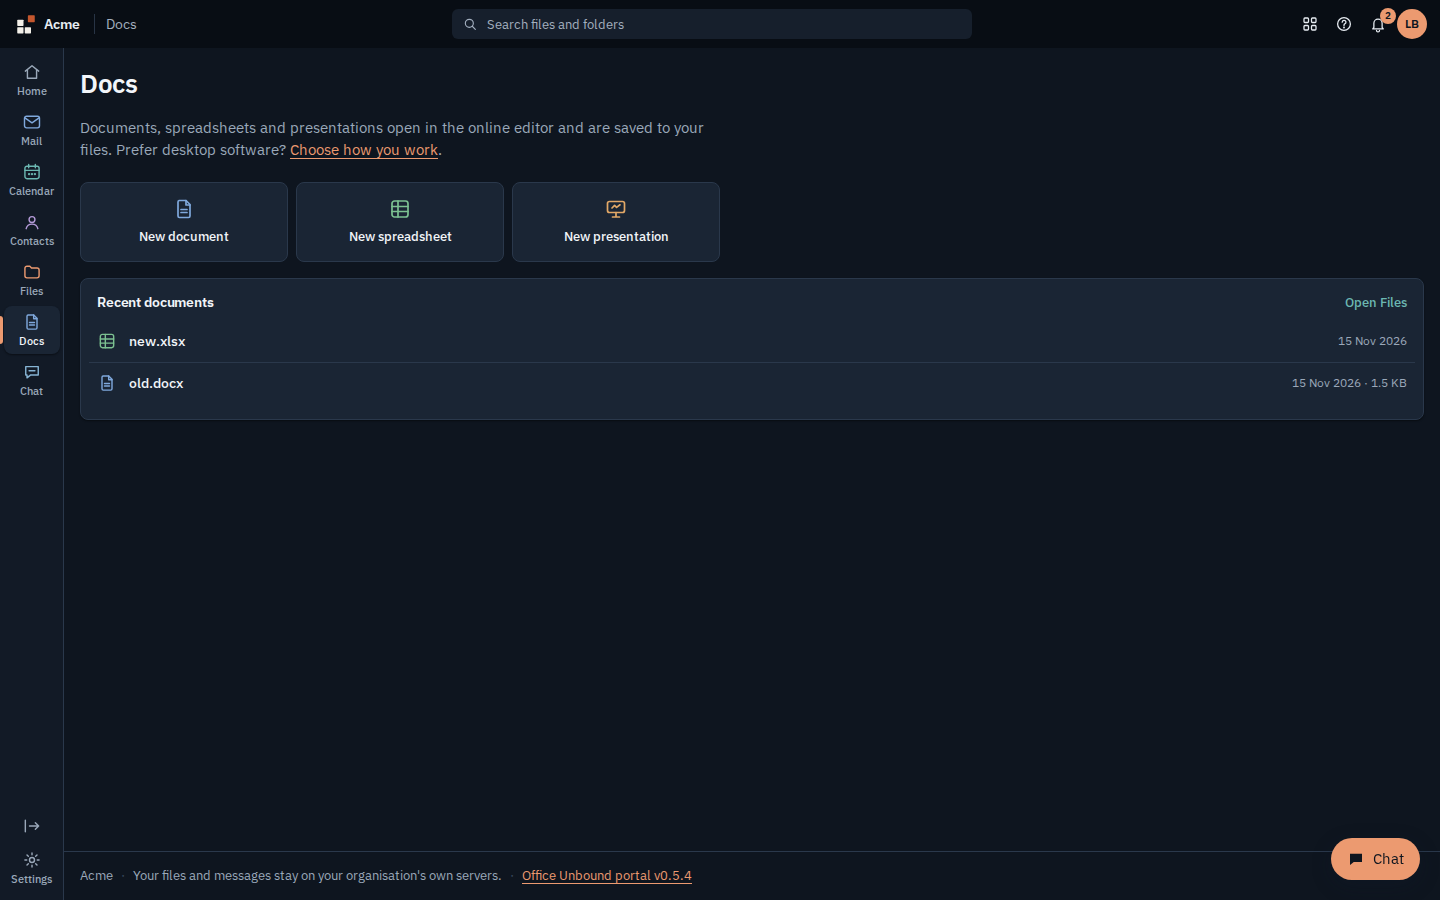 Acme
Docs
Search files and folders
2
LB
Home
Mail
Calendar
Contacts
Files
Docs
Chat
Settings
Docs
Documents, spreadsheets and presentations open in the online editor and are saved to your
files. Prefer desktop software? Choose how you work.
New document
New spreadsheet
New presentation
Recent documents
Open Files
new.xlsx
15 Nov 2026
old.docx
15 Nov 2026 · 1.5 KB
Chat
Acme · Your files and messages stay on your organisation's own servers. · Office Unbound portal v0.5.4